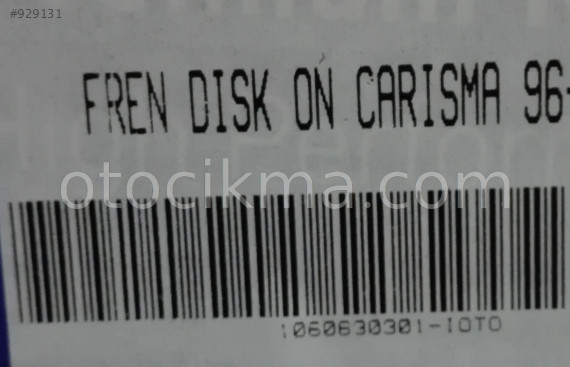 #929131
FREN DISK ON CARISMA 96-
otocikma.com
1060630301-IOTO